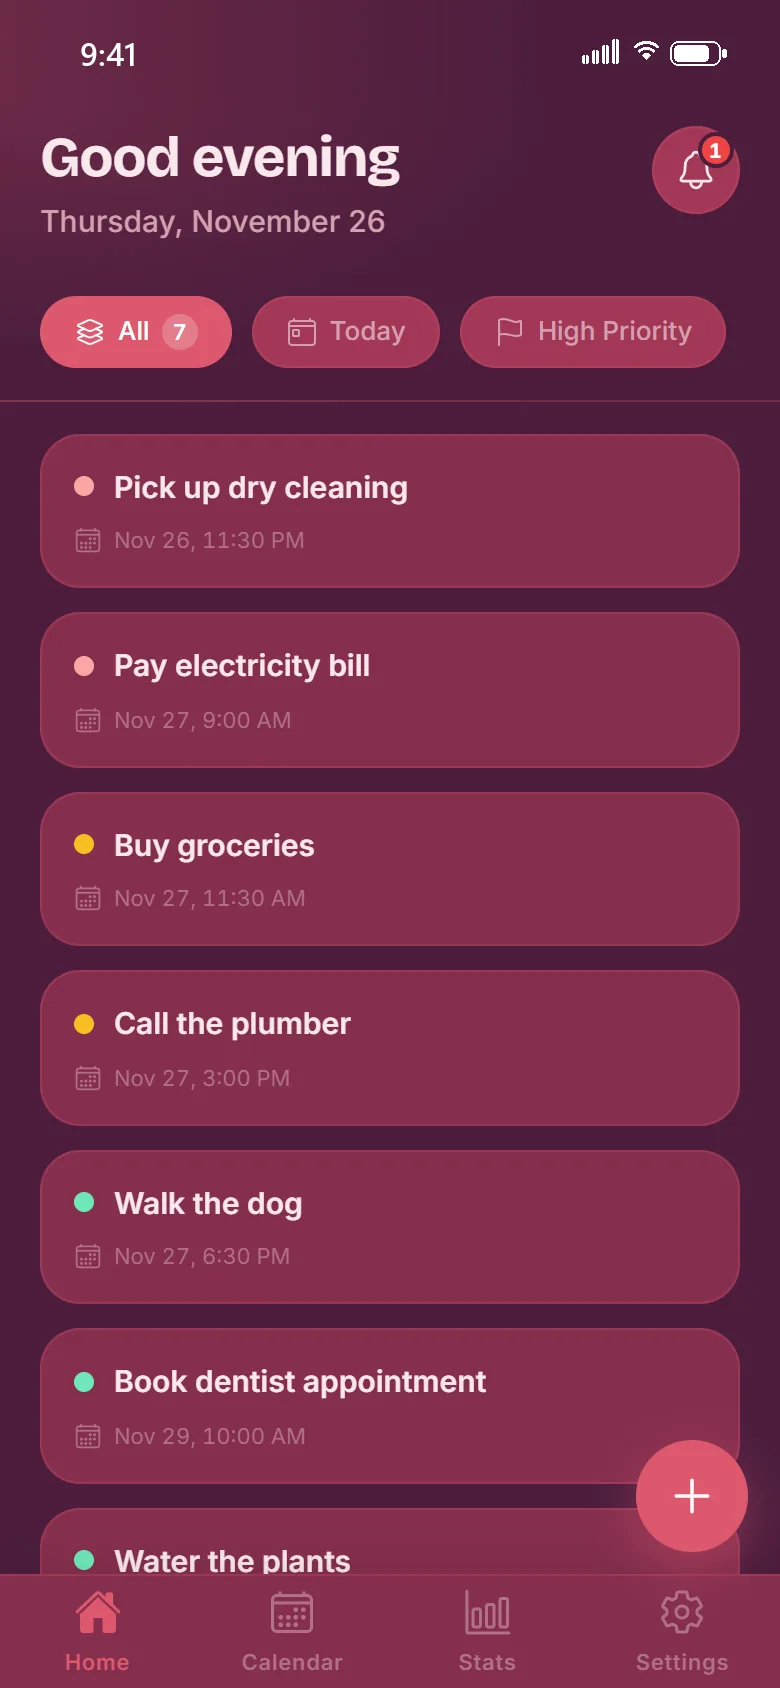 9:41
Good evening
1
Thursday, November 26
All 7
Today
High Priority
Pick up dry cleaning
Nov 26, 11:30 PM
Pay electricity bill
Nov 27, 9:00 AM
Buy groceries
Nov 27, 11:30 AM
Call the plumber
Nov 27, 3:00 PM
Walk the dog
Nov 27, 6:30 PM
Book dentist appointment
Nov 29, 10:00 AM
Water the plants
Home
Calendar
Stats
Settings